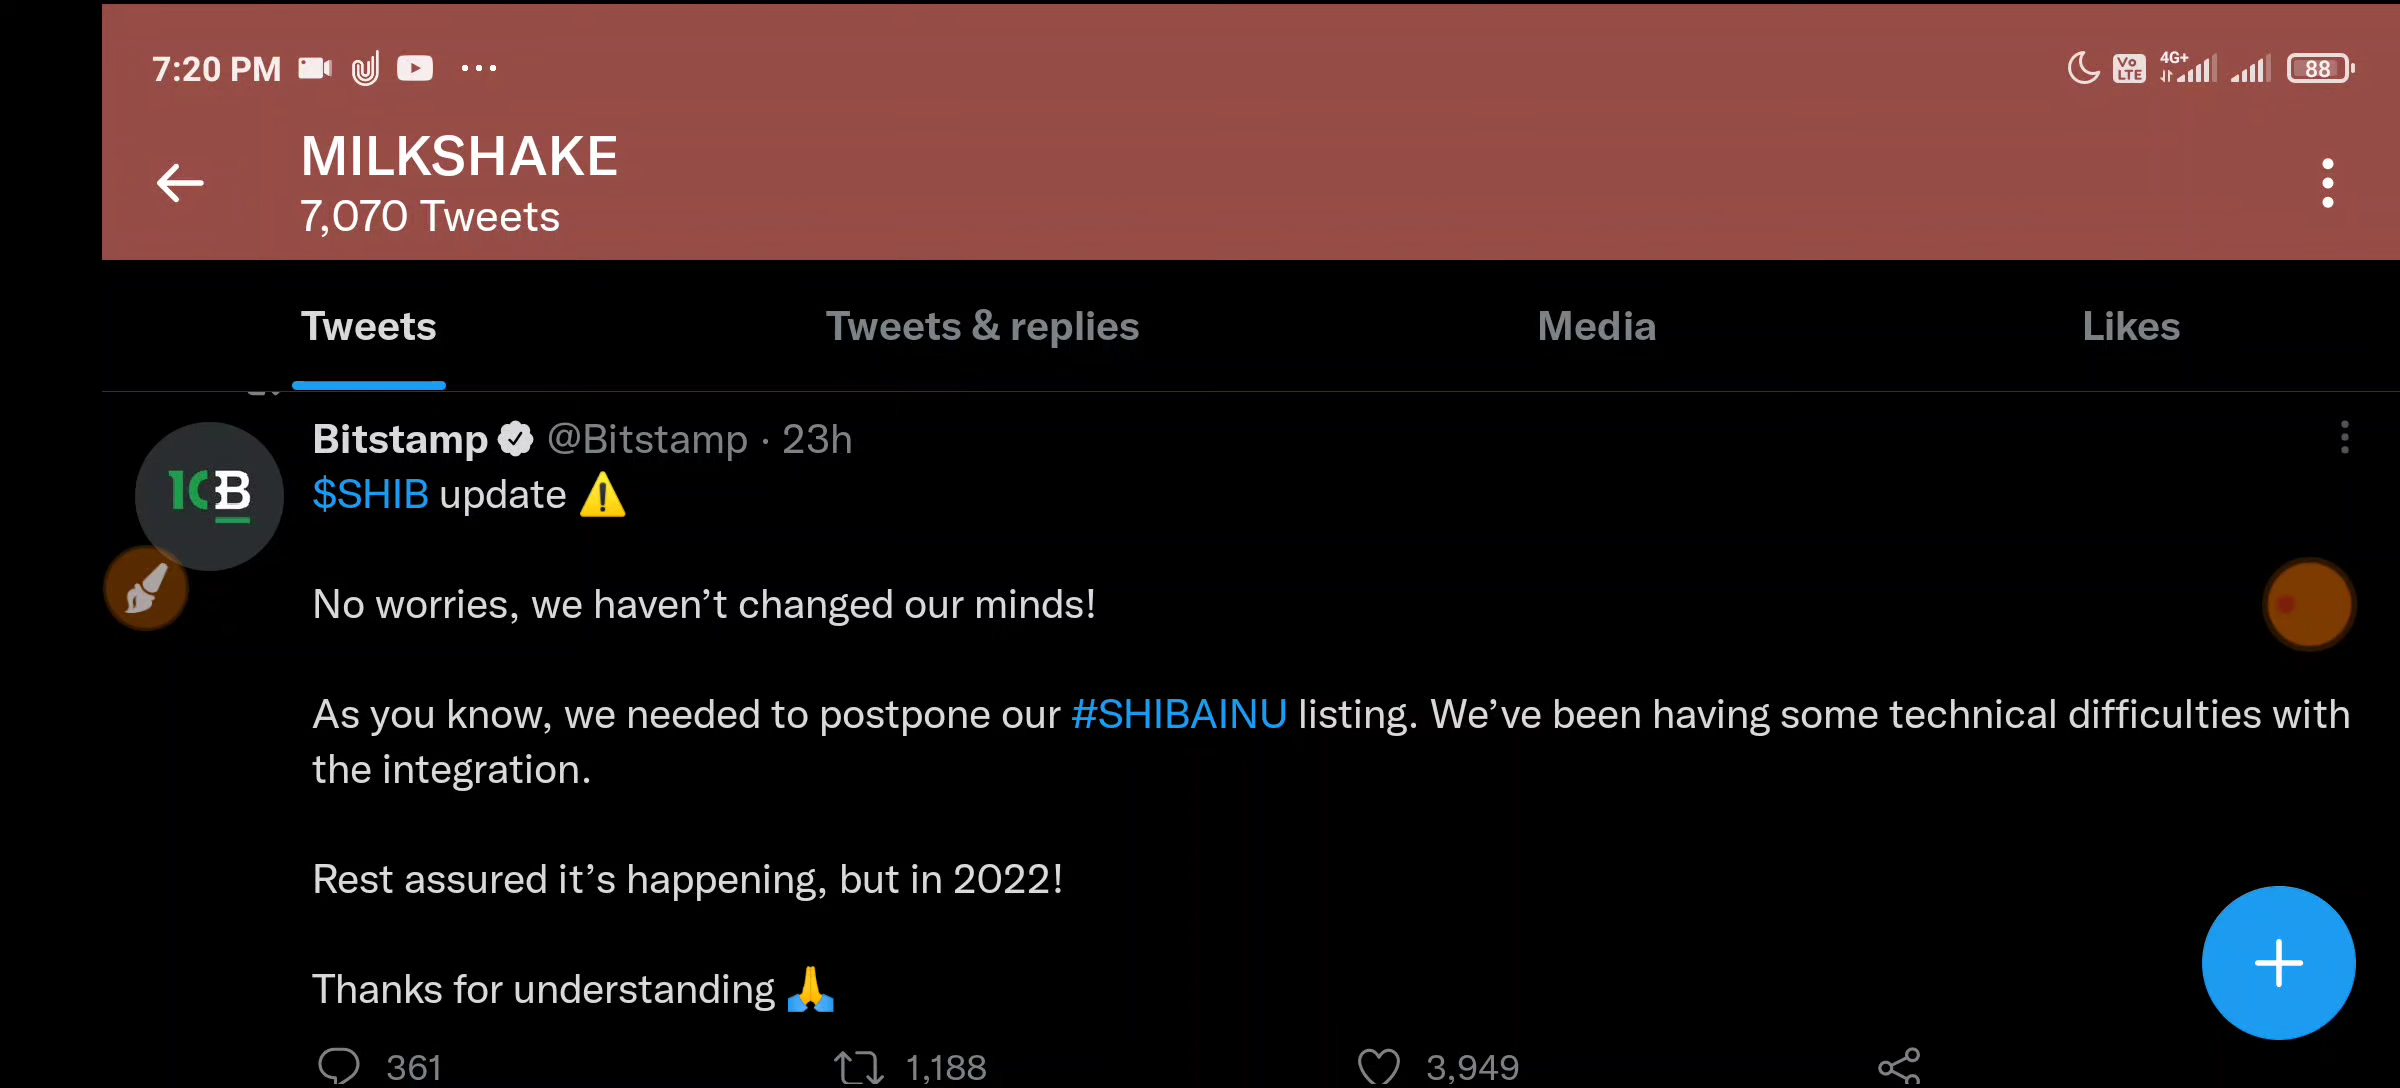 7:20 PM
Vo LTE 4G+ 88
MILKSHAKE
7,070 Tweets
Tweets Tweets & replies Media Likes
Bitstamp @Bitstamp · 23h
$SHIB update ⚠️
No worries, we haven’t changed our minds!
As you know, we needed to postpone our #SHIBAINU listing. We’ve been having some technical difficulties with
the integration.
Rest assured it’s happening, but in 2022!
Thanks for understanding 🙏
361 1,188 3,949